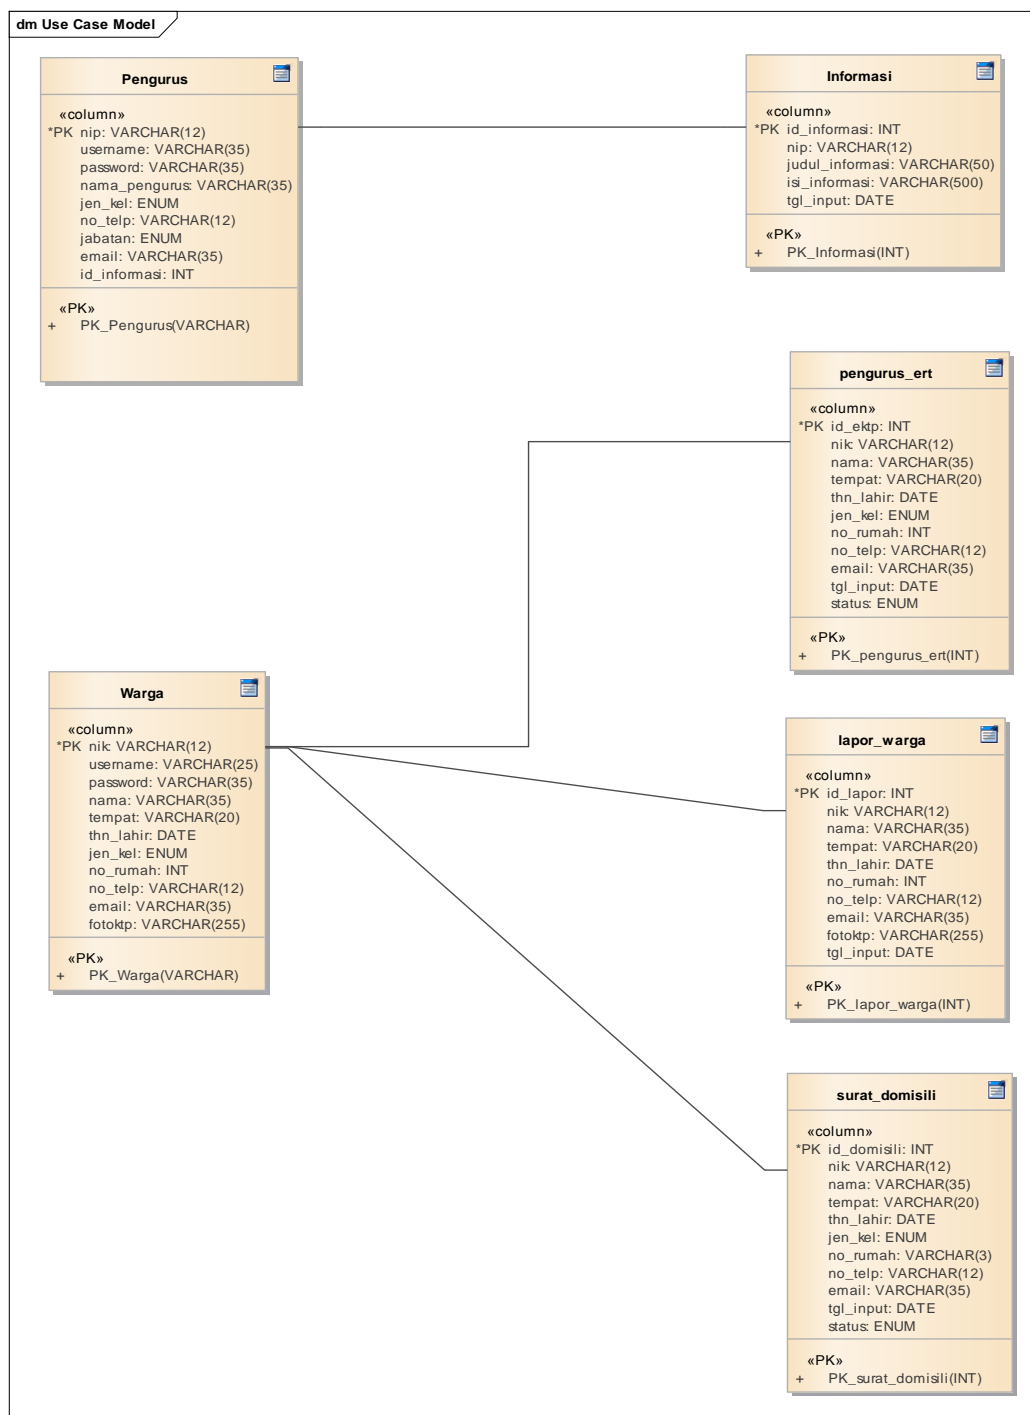 dm Use Case Model
Pengurus
«column»
*PK nip: VARCHAR(12)
username: VARCHAR(35)
password: VARCHAR(35)
nama_pengurus: VARCHAR(35)
jen_kel: ENUM
no_telp: VARCHAR(12)
jabatan: ENUM
email: VARCHAR(35)
id_informasi: INT
«PK»
+ PK_Pengurus(VARCHAR)
Informasi
«column»
*PK id_informasi: INT
nip: VARCHAR(12)
judul_informasi: VARCHAR(50)
isi_informasi: VARCHAR(500)
tgl_input: DATE
«PK»
+ PK_Informasi(INT)
pengurus_ert
«column»
*PK id_ektp: INT
nik: VARCHAR(12)
nama: VARCHAR(35)
tempat: VARCHAR(20)
thn_lahir: DATE
jen_kel: ENUM
no_rumah: INT
no_telp: VARCHAR(12)
email: VARCHAR(35)
tgl_input: DATE
status: ENUM
«PK»
+ PK_pengurus_ert(INT)
Warga
«column»
*PK nik: VARCHAR(12)
username: VARCHAR(25)
password: VARCHAR(35)
nama: VARCHAR(35)
tempat: VARCHAR(20)
thn_lahir: DATE
jen_kel: ENUM
no_rumah: INT
no_telp: VARCHAR(12)
email: VARCHAR(35)
fotoktp: VARCHAR(255)
«PK»
+ PK_Warga(VARCHAR)
lapor_warga
«column»
*PK id_lapor: INT
nik: VARCHAR(12)
nama: VARCHAR(35)
tempat: VARCHAR(20)
thn_lahir: DATE
no_rumah: INT
no_telp: VARCHAR(12)
email: VARCHAR(35)
fotoktp: VARCHAR(255)
tgl_input: DATE
«PK»
+ PK_lapor_warga(INT)
surat_domisili
«column»
*PK id_domisili: INT
nik: VARCHAR(12)
nama: VARCHAR(35)
tempat: VARCHAR(20)
thn_lahir: DATE
jen_kel: ENUM
no_rumah: VARCHAR(3)
no_telp: VARCHAR(12)
email: VARCHAR(35)
tgl_input: DATE
status: ENUM
«PK»
+ PK_surat_domisili(INT)